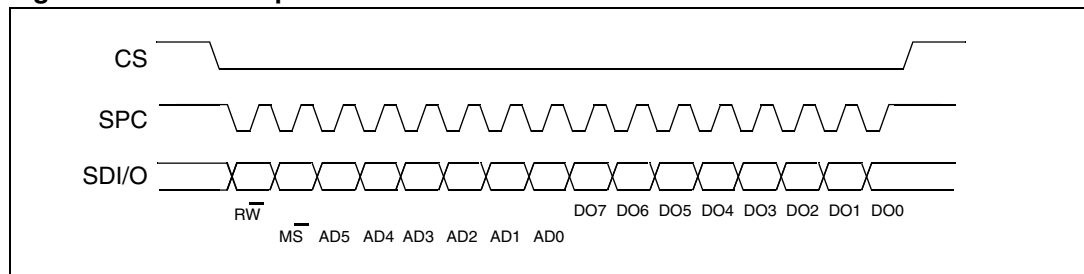 CS
SPC
SDI/O
RW̅
DO7 DO6 DO5 DO4 DO3 DO2 DO1 DO0
MS̅ AD5 AD4 AD3 AD2 AD1 AD0